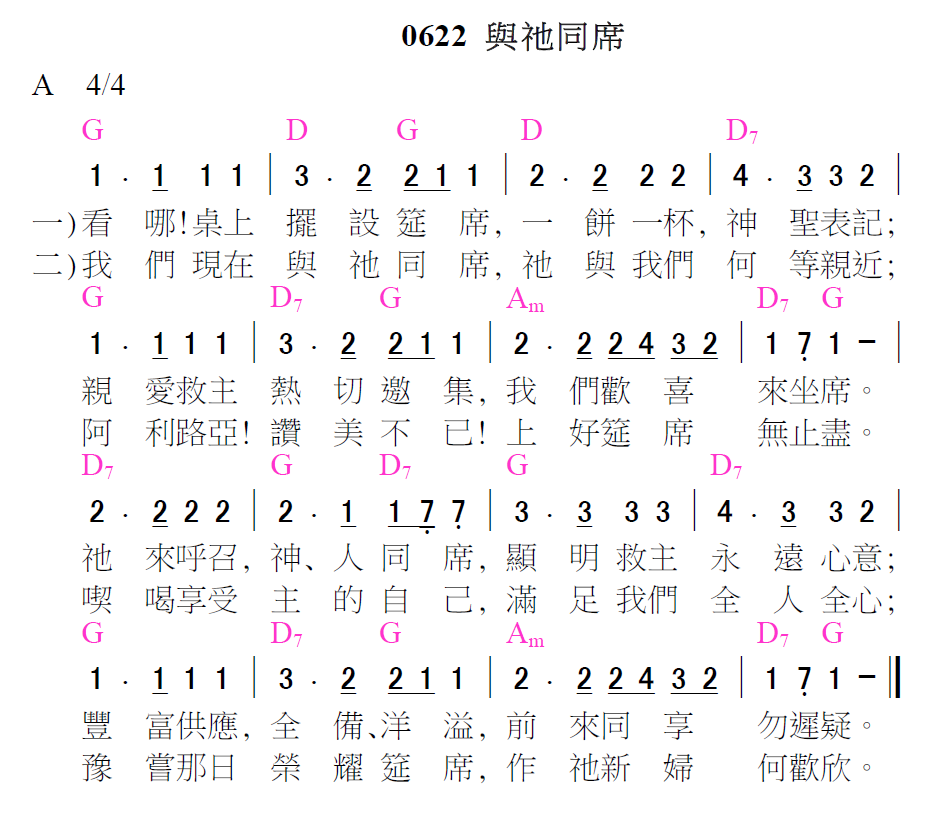 0622 與祂同席
A 4/4
G D G D D7
1 · 1 1 1 | 3 · 2 2 1 1 | 2 · 2 2 2 | 4 · 3 3 2 |
一)看 哪!桌上 擺 設 筵 席, 一 餅 一杯, 神 聖表記;
二)我 們 現在 與 祂 同 席, 祂 與 我們 何 等親近;
G D7 G Am D7 G
1 · 1 1 1 | 3 · 2 2 1 1 | 2 · 2 2 4 3 2 | 1 7̣ 1 – |
親 愛救主 熱 切 邀 集, 我 們歡 喜 來坐席。
阿 利路亞! 讚 美 不 已! 上 好筵 席 無止盡。
D7 G D7 G D7
2 · 2 2 2 | 2 · 1 1 7̣ 7̣ | 3 · 3 3 3 | 4 · 3 3 2 |
祂 來呼召, 神、人 同 席, 顯 明 救主 永 遠 心意;
喫 喝享受 主 的 自 己, 滿 足 我們 全 人 全心;
G D7 G Am D7 G
1 · 1 1 1 | 3 · 2 2 1 1 | 2 · 2 2 4 3 2 | 1 7̣ 1 – ‖
豐 富供應, 全 備、洋 溢, 前 來同 享 勿遲疑。
豫 嘗那日 榮 耀 筵 席, 作 祂新 婦 何歡欣。